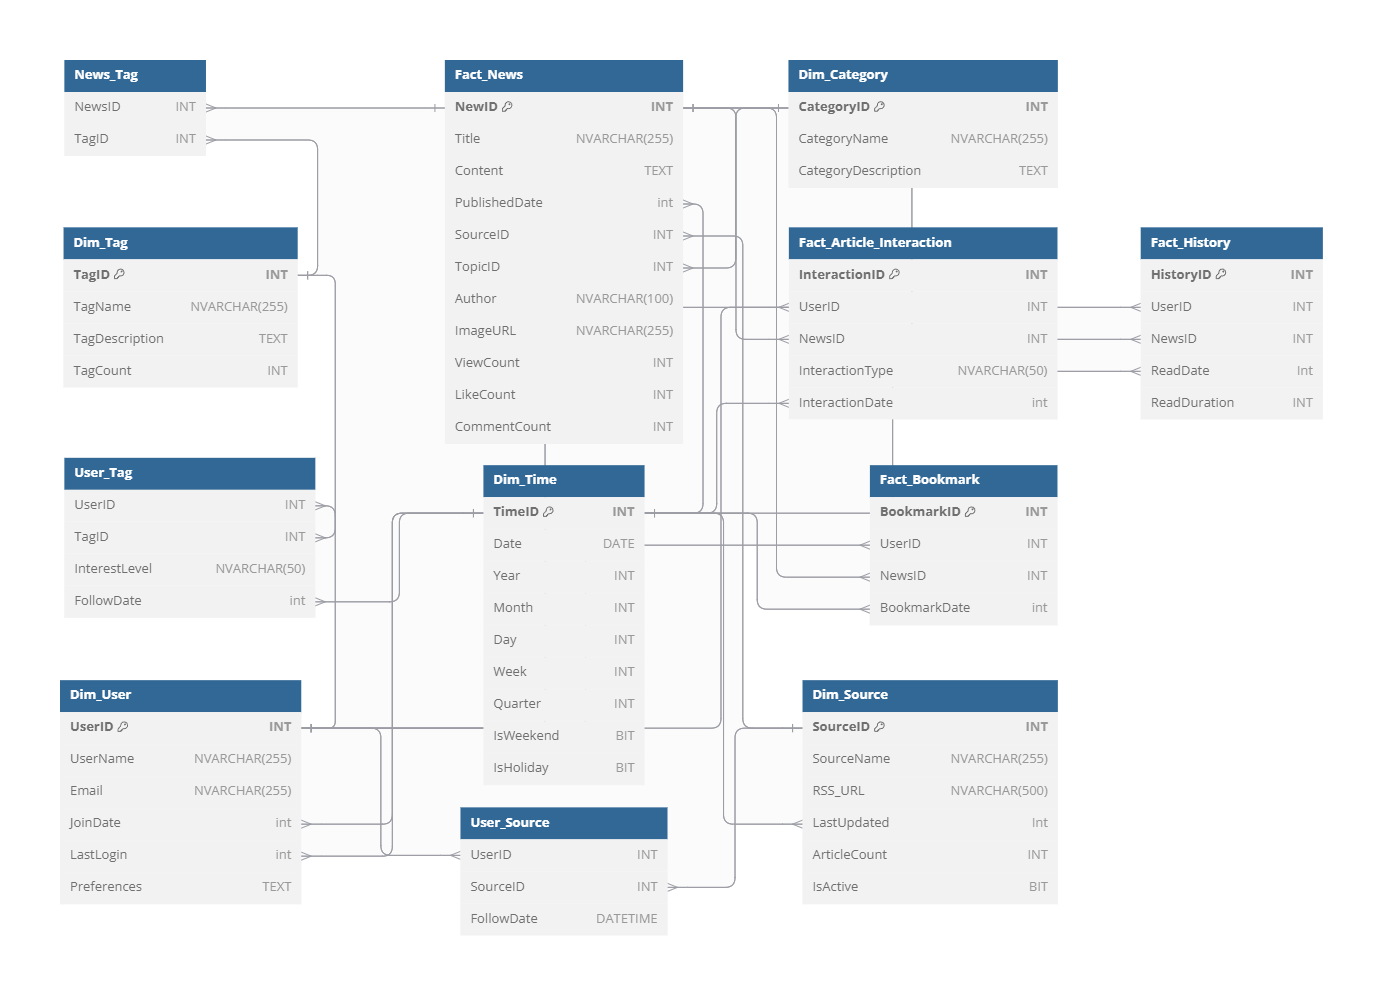 News_Tag
NewsID INT
TagID INT
Fact_News
NewID INT
Title NVARCHAR(255)
Content TEXT
PublishedDate int
SourceID INT
TopicID INT
Author NVARCHAR(100)
ImageURL NVARCHAR(255)
ViewCount INT
LikeCount INT
CommentCount INT
Dim_Category
CategoryID INT
CategoryName NVARCHAR(255)
CategoryDescription TEXT
Dim_Tag
TagID INT
TagName NVARCHAR(255)
TagDescription TEXT
TagCount INT
Fact_Article_Interaction
InteractionID INT
UserID INT
NewsID INT
InteractionType NVARCHAR(50)
InteractionDate int
Fact_History
HistoryID INT
UserID INT
NewsID INT
ReadDate Int
ReadDuration INT
User_Tag
UserID INT
TagID INT
InterestLevel NVARCHAR(50)
FollowDate int
Dim_Time
TimeID INT
Date DATE
Year INT
Month INT
Day INT
Week INT
Quarter INT
IsWeekend BIT
IsHoliday BIT
Fact_Bookmark
BookmarkID INT
UserID INT
NewsID INT
BookmarkDate int
Dim_User
UserID INT
UserName NVARCHAR(255)
Email NVARCHAR(255)
JoinDate int
LastLogin int
Preferences TEXT
User_Source
UserID INT
SourceID INT
FollowDate DATETIME
Dim_Source
SourceID INT
SourceName NVARCHAR(255)
RSS_URL NVARCHAR(500)
LastUpdated Int
ArticleCount INT
IsActive BIT